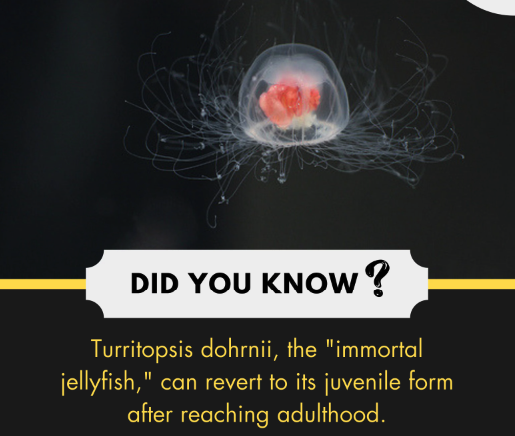 DID YOU KNOW?
Turritopsis dohrnii, the "immortal
jellyfish," can revert to its juvenile form
after reaching adulthood.